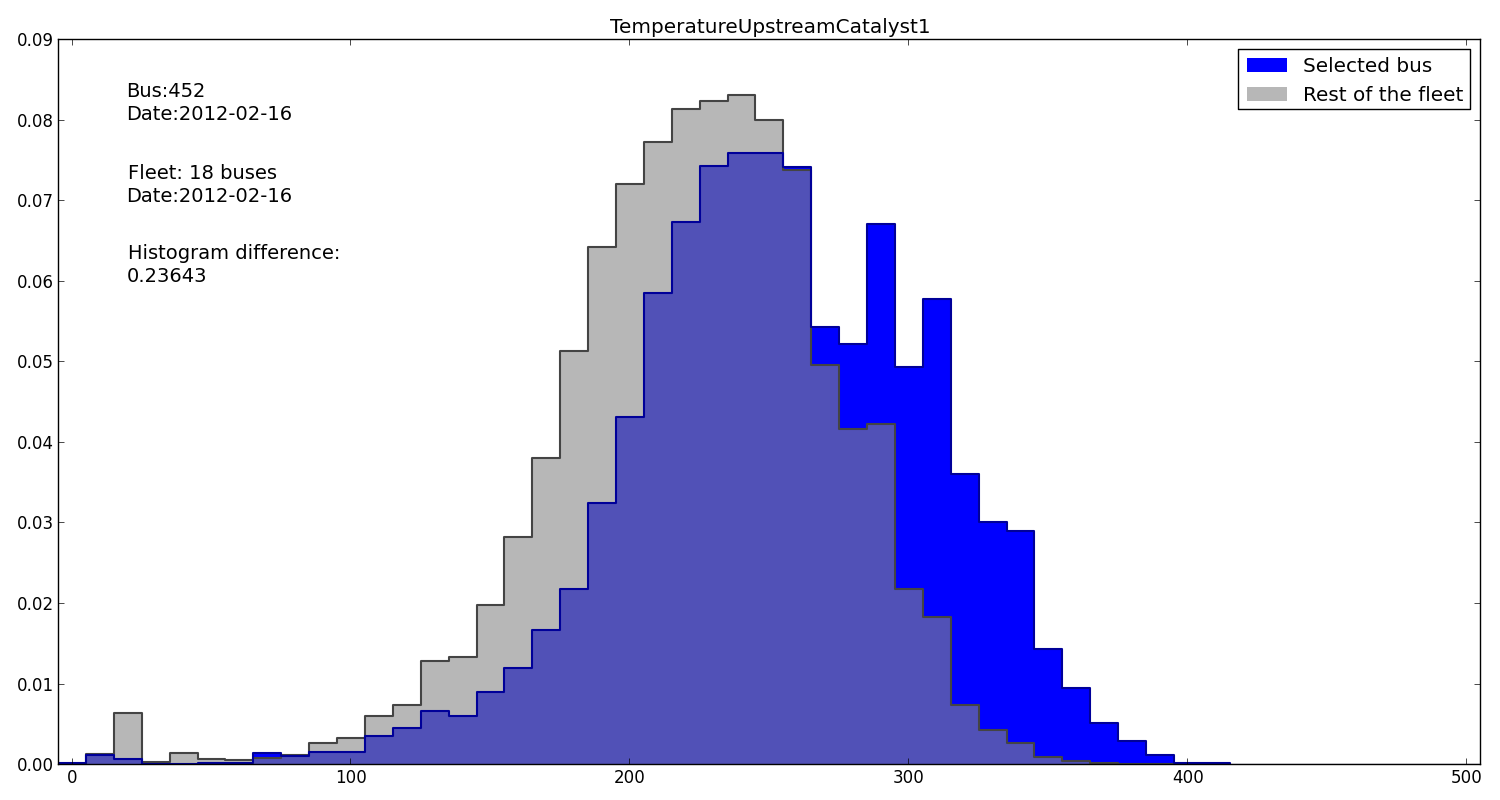 TemperatureUpstreamCatalyst1
0.09
0.08
0.07
0.06
0.05
0.04
0.03
0.02
0.01
0.00
Bus:452
Date:2012-02-16
Fleet: 18 buses
Date:2012-02-16
Histogram difference:
0.23643
Selected bus
Rest of the fleet
0
100
200
300
400
500